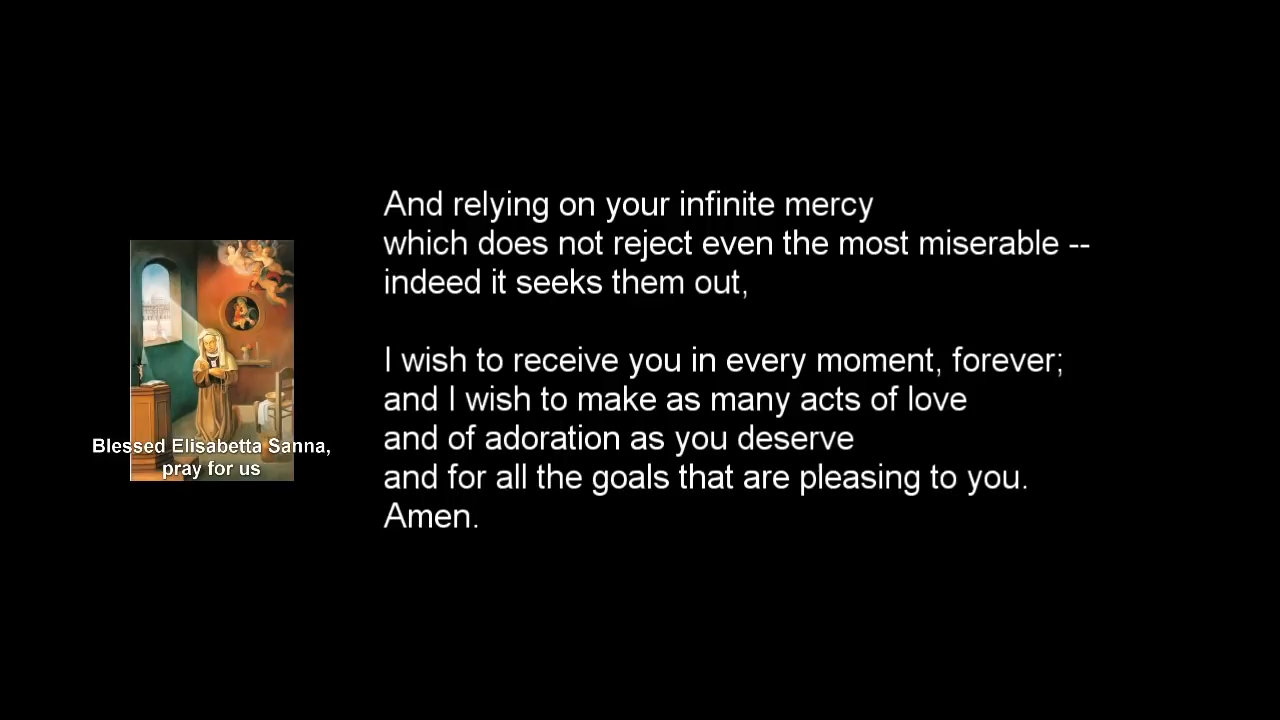 And relying on your infinite mercy
which does not reject even the most miserable --
indeed it seeks them out,
I wish to receive you in every moment, forever;
and I wish to make as many acts of love
and of adoration as you deserve
and for all the goals that are pleasing to you.
Amen.
Blessed Elisabetta Sanna,
pray for us